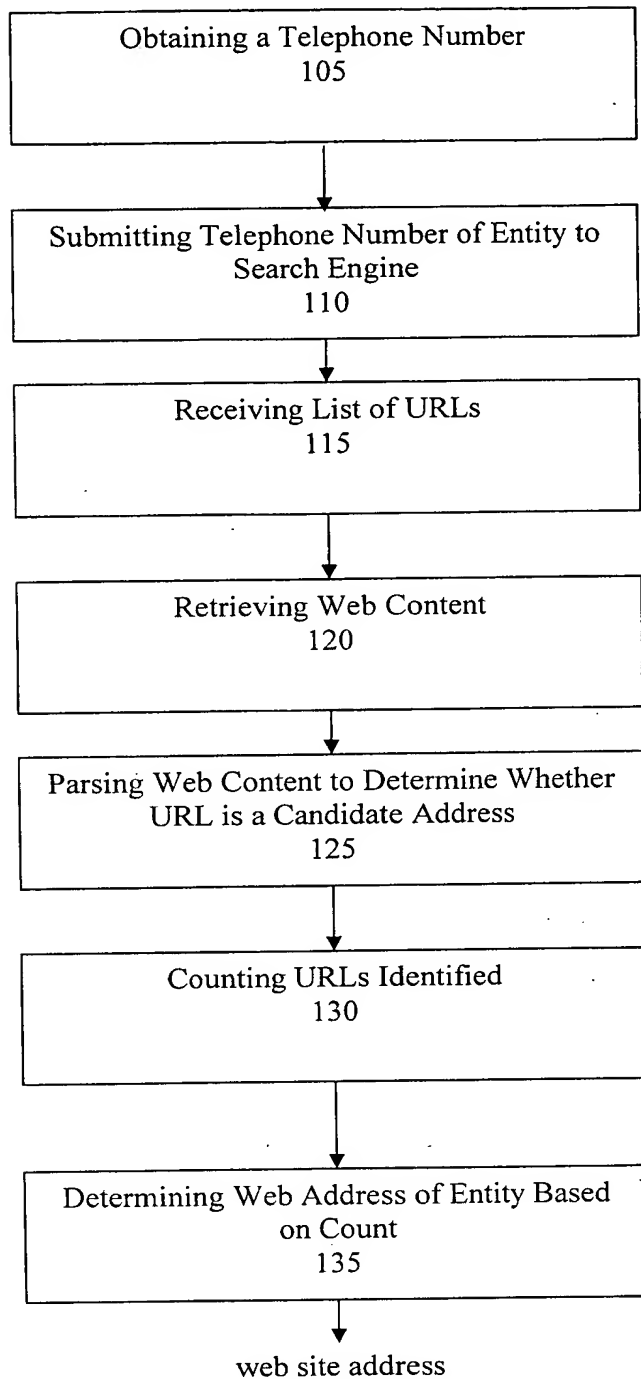 Obtaining a Telephone Number
105
Submitting Telephone Number of Entity to
Search Engine
110
Receiving List of URLs
115
Retrieving Web Content
120
Parsing Web Content to Determine Whether
URL is a Candidate Address
125
Counting URLs Identified
130
Determining Web Address of Entity Based
on Count
135
web site address